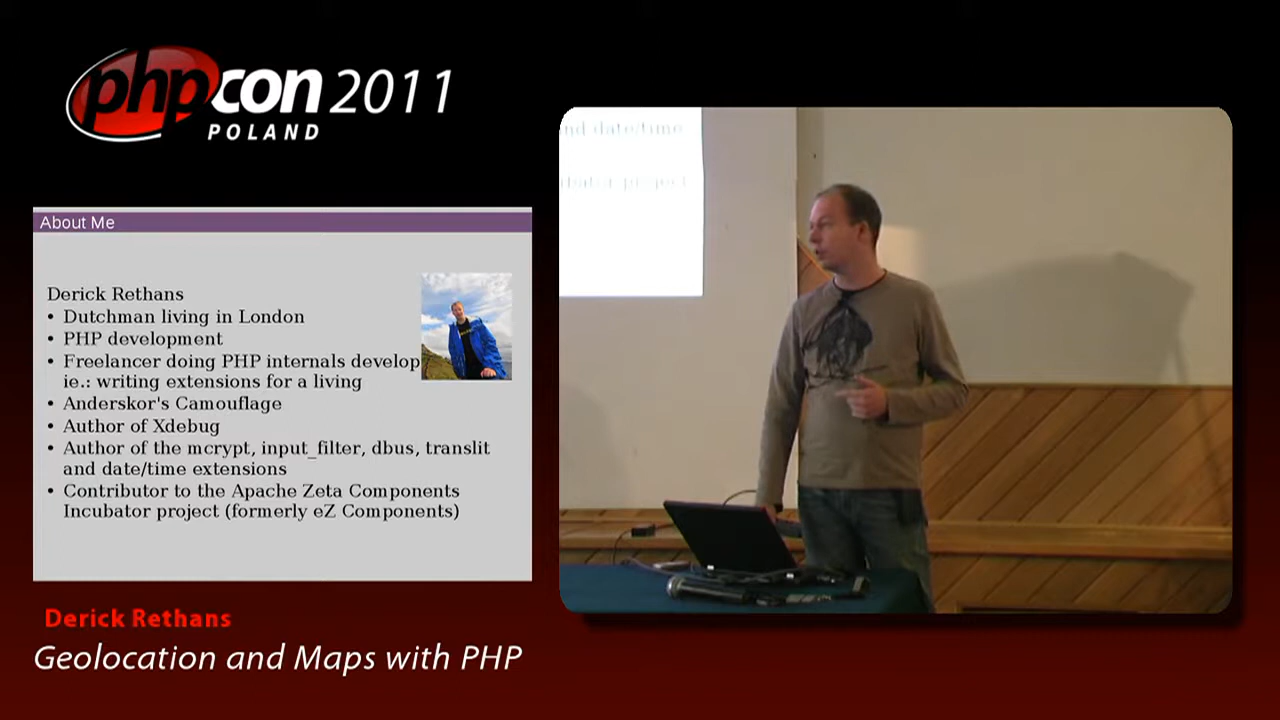 phpcon 2011
POLAND
About Me
Derick Rethans
• Dutchman living in London
• PHP development
• Freelancer doing PHP internals develop
ie.: writing extensions for a living
• Anderskor's Camouflage
• Author of Xdebug
• Author of the mcrypt, input_filter, dbus, translit
and date/time extensions
• Contributor to the Apache Zeta Components
Incubator project (formerly eZ Components)
nd date/time
bator project
Derick Rethans
Geolocation and Maps with PHP